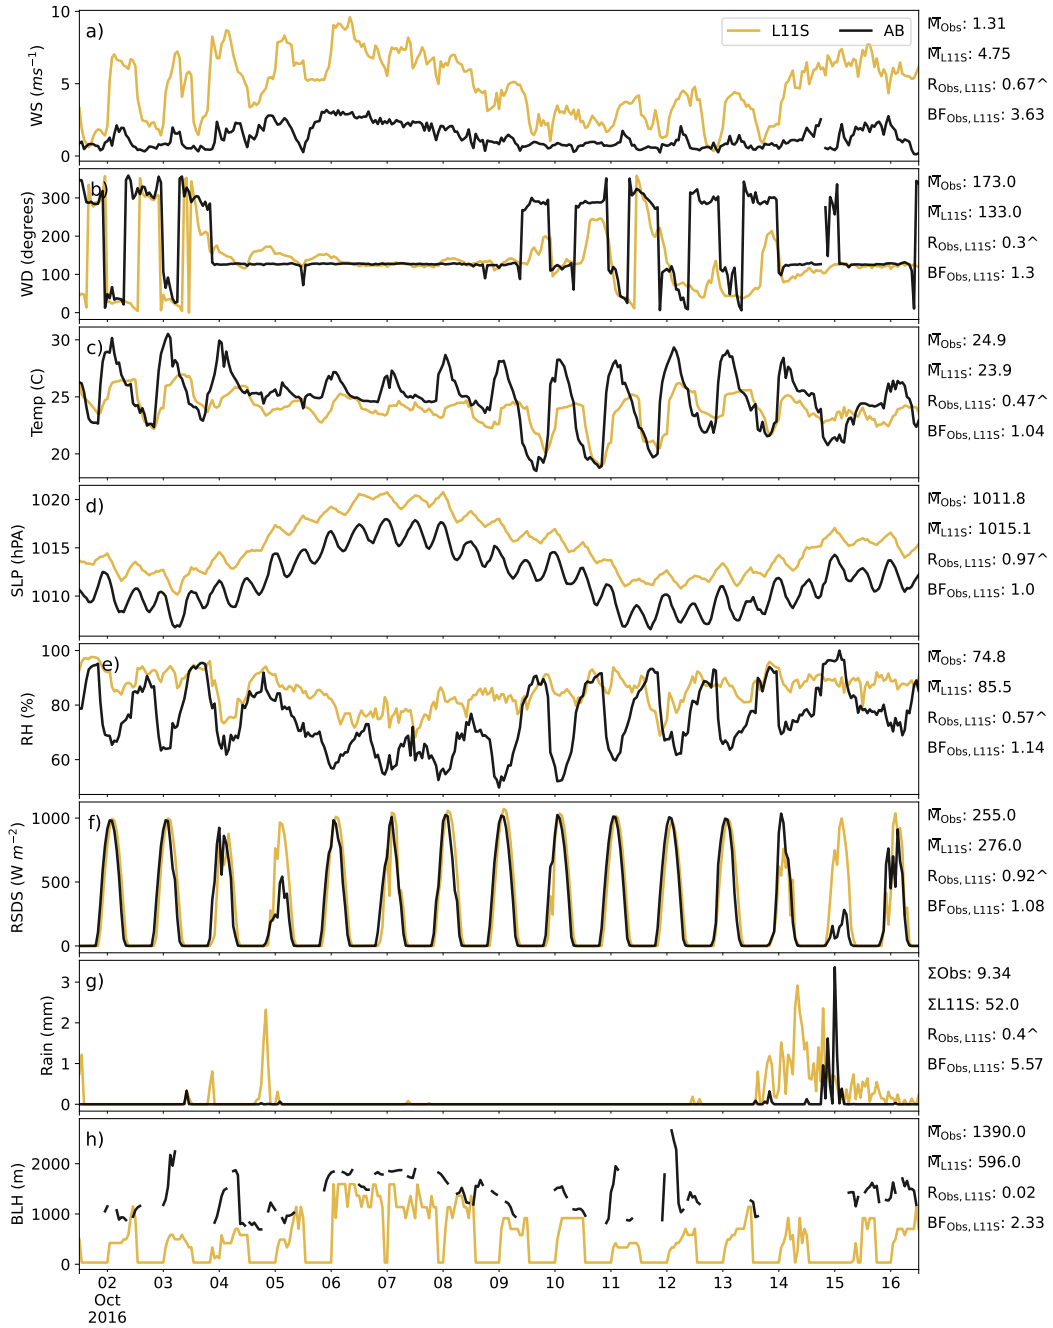 a)
L11S
AB
WS (ms⁻¹)
10
5
0
M̅Obs: 1.31
M̅L11S: 4.75
RObs, L11S: 0.67^
BFObs, L11S: 3.63
b)
WD (degrees)
300
200
100
0
M̅Obs: 173.0
M̅L11S: 133.0
RObs, L11S: 0.3^
BFObs, L11S: 1.3
c)
Temp (C)
30
25
20
M̅Obs: 24.9
M̅L11S: 23.9
RObs, L11S: 0.47^
BFObs, L11S: 1.04
d)
SLP (hPA)
1020
1015
1010
M̅Obs: 1011.8
M̅L11S: 1015.1
RObs, L11S: 0.97^
BFObs, L11S: 1.0
e)
RH (%)
100
80
60
M̅Obs: 74.8
M̅L11S: 85.5
RObs, L11S: 0.57^
BFObs, L11S: 1.14
f)
RSDS (W m⁻²)
1000
500
0
M̅Obs: 255.0
M̅L11S: 276.0
RObs, L11S: 0.92^
BFObs, L11S: 1.08
g)
Rain (mm)
3
2
1
0
ΣObs: 9.34
ΣL11S: 52.0
RObs, L11S: 0.4^
BFObs, L11S: 5.57
h)
BLH (m)
2000
1000
0
M̅Obs: 1390.0
M̅L11S: 596.0
RObs, L11S: 0.02
BFObs, L11S: 2.33
02 03 04 05 06 07 08 09 10 11 12 13 14 15 16
Oct
2016